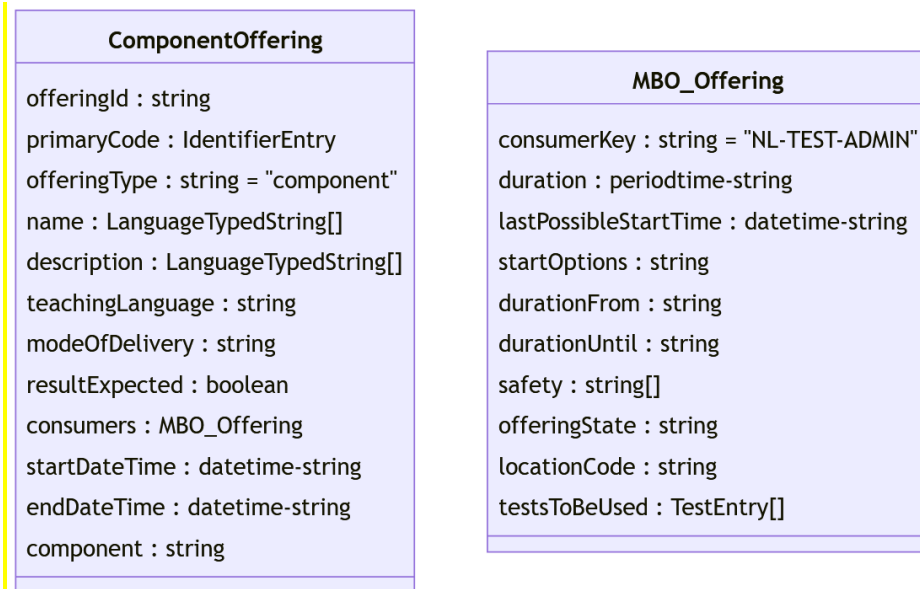 ComponentOffering
offeringId : string
primaryCode : IdentifierEntry
offeringType : string = "component"
name : LanguageTypedString[]
description : LanguageTypedString[]
teachingLanguage : string
modeOfDelivery : string
resultExpected : boolean
consumers : MBO_Offering
startDateTime : datetime-string
endDateTime : datetime-string
component : string
MBO_Offering
consumerKey : string = "NL-TEST-ADMIN"
duration : periodtime-string
lastPossibleStartTime : datetime-string
startOptions : string
durationFrom : string
durationUntil : string
safety : string[]
offeringState : string
locationCode : string
testsToBeUsed : TestEntry[]